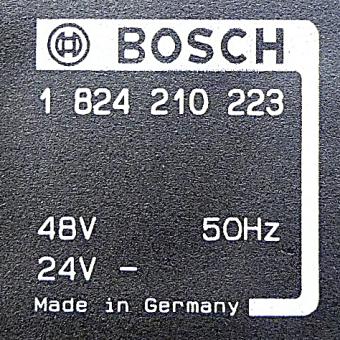 BOSCH
1 824 210 223
48V 50Hz
24V -
Made in Germany